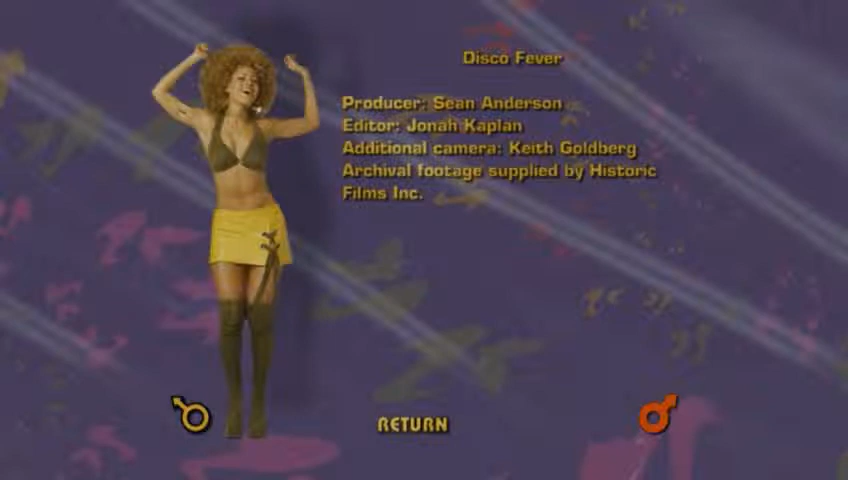 Disco Fever
Producer: Sean Anderson
Editor: Jonah Kaplan
Additional camera: Keith Goldberg
Archival footage supplied by Historic
Films Inc.
RETURN